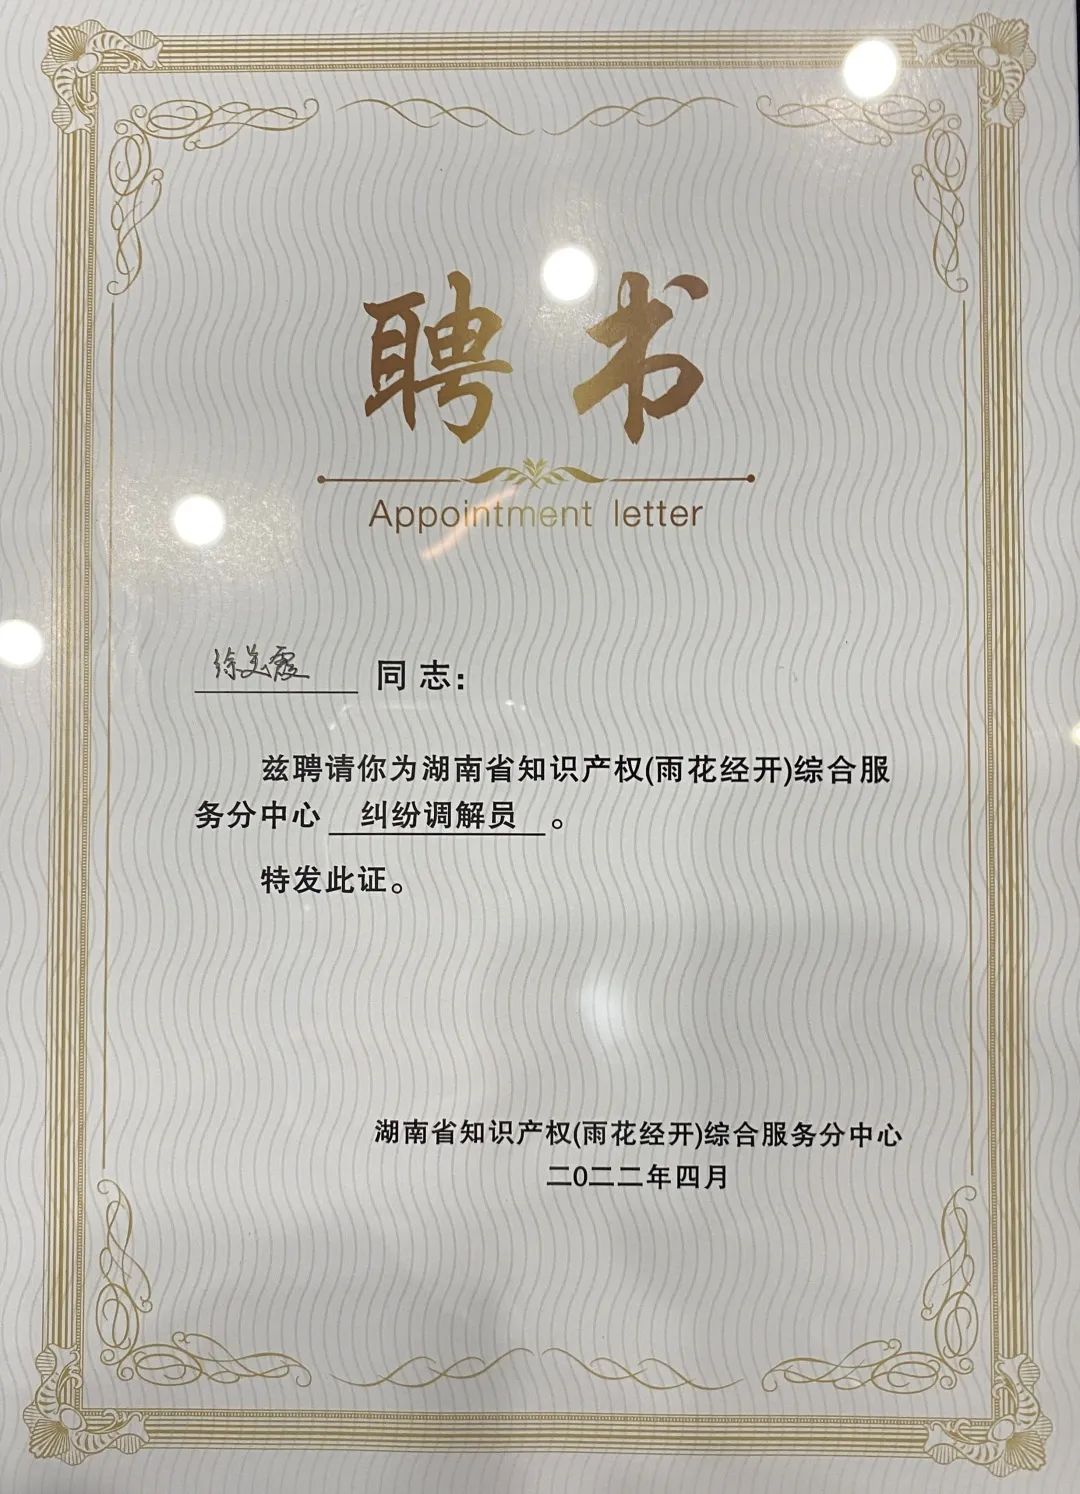 聘书
Appointment letter
徐美霞 同志:
兹聘请你为湖南省知识产权(雨花经开)综合服
务分中心 纠纷调解员 。
特发此证。
湖南省知识产权(雨花经开)综合服务分中心
二0二二年四月